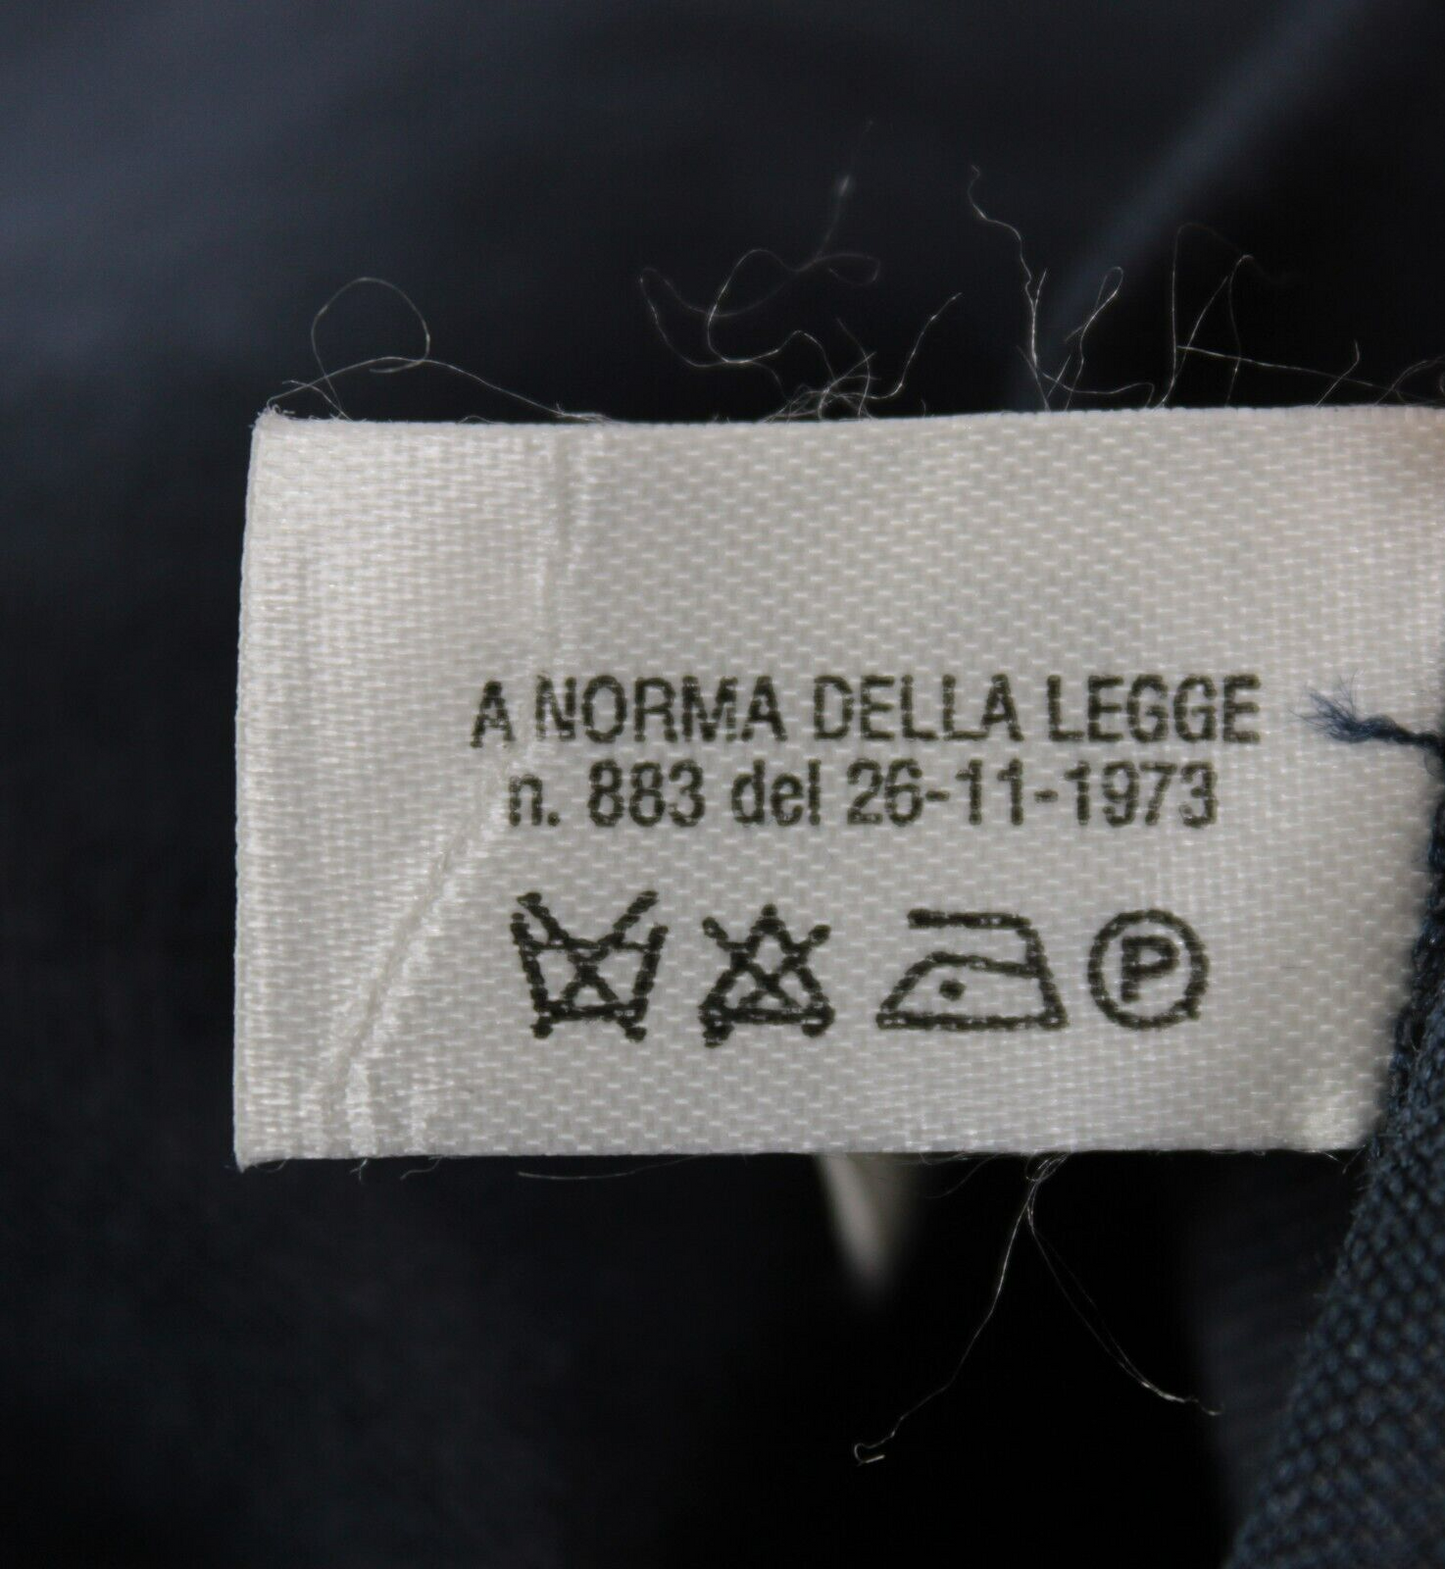 A NORMA DELLA LEGGE
n. 883 del 26-11-1973
P